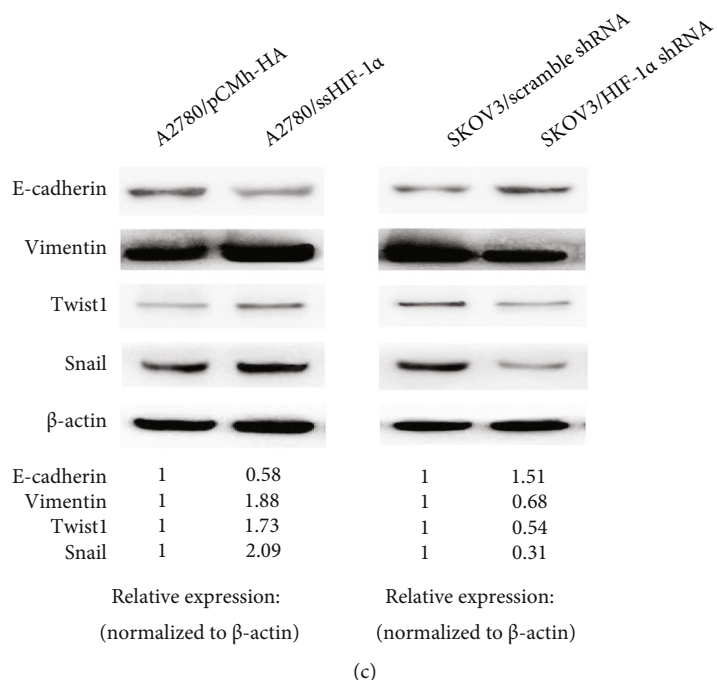 A2780/pCMh-HA
A2780/ssHIF-1α
SKOV3/scramble shRNA
SKOV3/HIF-1α shRNA
E-cadherin
Vimentin
Twist1
Snail
β-actin
E-cadherin 1 0.58 1 1.51
Vimentin 1 1.88 1 0.68
Twist1 1 1.73 1 0.54
Snail 1 2.09 1 0.31
Relative expression: Relative expression:
(normalized to β-actin) (normalized to β-actin)
(c)